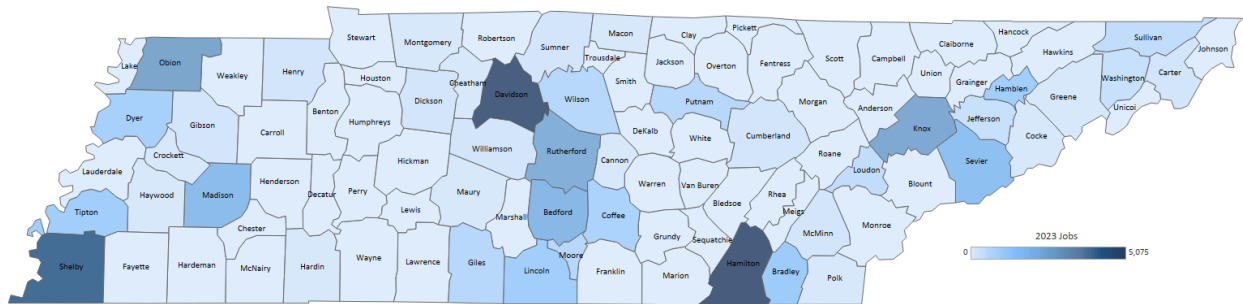 Stewart
Montgomery
Robertson
Sumner
Macon
Trousdale
Clay
Pickett
Jackson
Overton
Fentress
Scott
Campbell
Claiborne
Hancock
Hawkins
Sullivan
Johnson
Lake
Obion
Weakley
Henry
Houston
Cheatham
Davidson
Wilson
Smith
Putnam
Morgan
Anderson
Union
Grainger
Hamblen
Greene
Washington
Carter
Unicoi
Dyer
Gibson
Carroll
Benton
Humphreys
Dickson
Williamson
Rutherford
Cannon
DeKalb
White
Cumberland
Roane
Knox
Jefferson
Cocke
Sevier
Lauderdale
Crockett
Haywood
Madison
Henderson
Decatur
Perry
Hickman
Lewis
Maury
Marshall
Bedford
Coffee
Warren
Van Buren
Bledsoe
Rhea
Meigs
Loudon
Blount
Monroe
McMinn
Tipton
Shelby
Fayette
Hardeman
Chester
McNairy
Hardin
Wayne
Lawrence
Giles
Lincoln
Moore
Franklin
Grundy
Sequatchie
Marion
Hamilton
Bradley
Polk
2023 Jobs
0
5,075